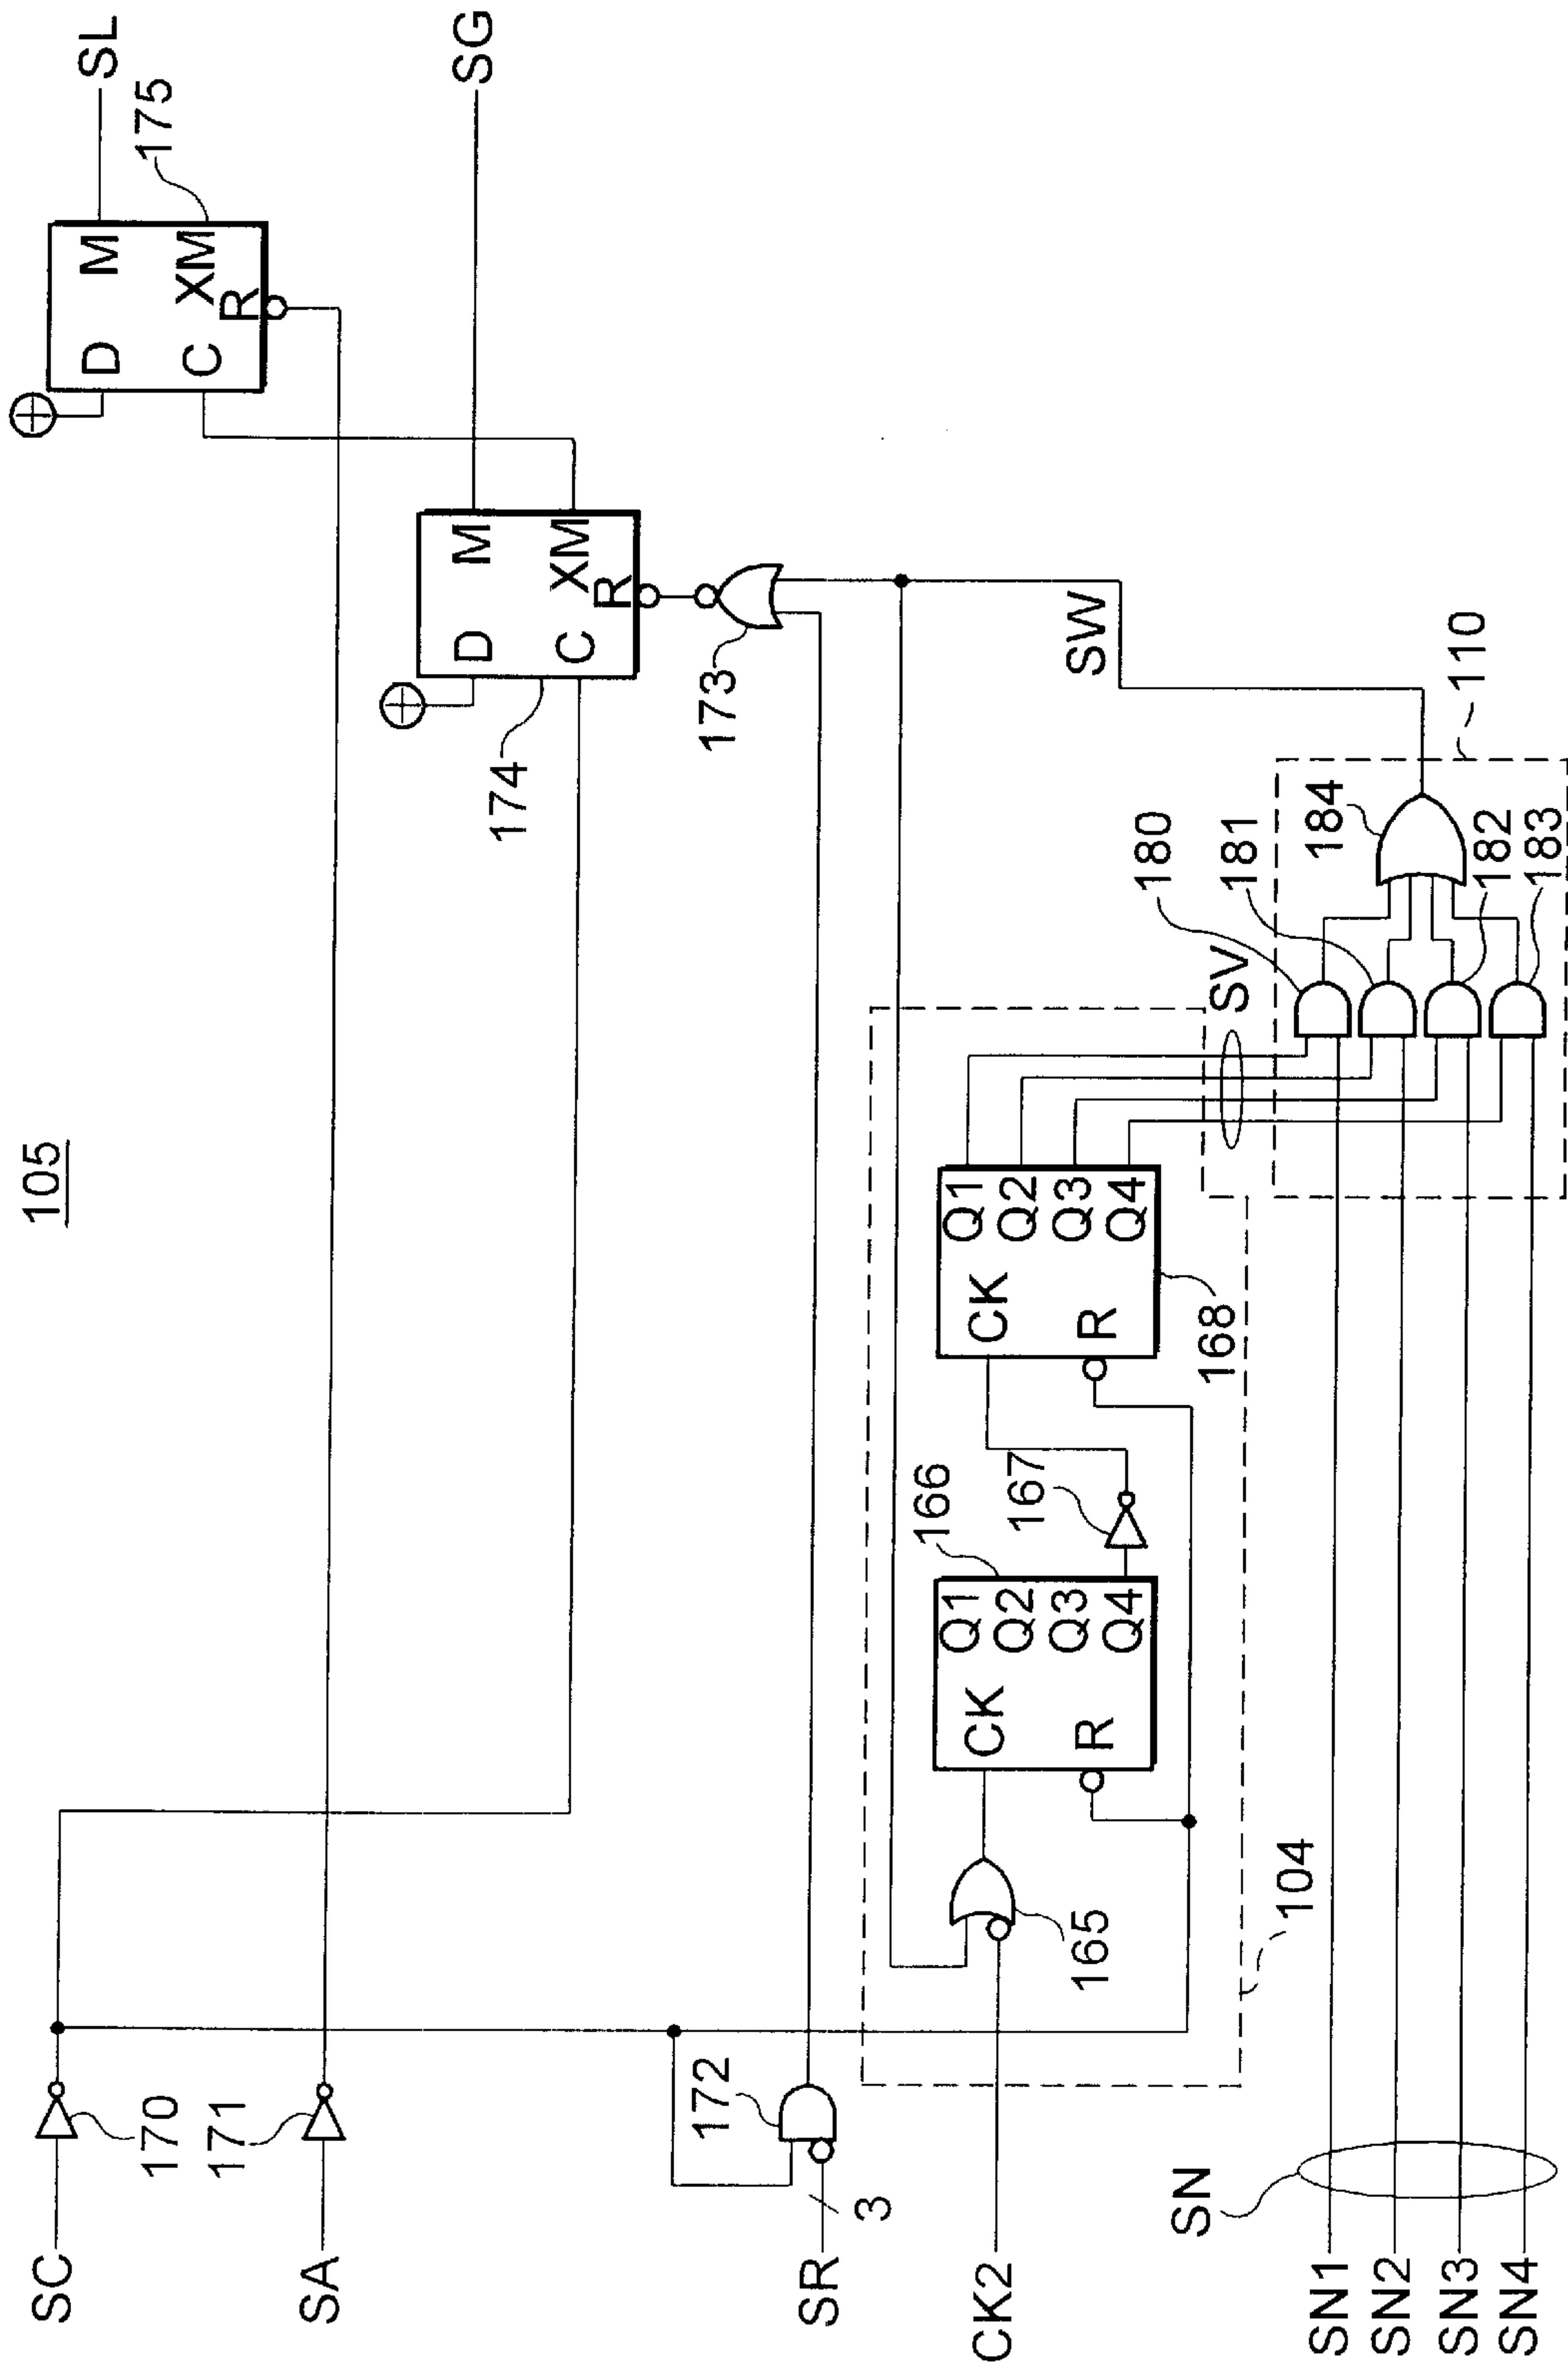 105
SC
170
SA
171
SR
3
172
CK2
SN
SN1
SN2
SN3
SN4
104
165
CK
R
Q1
Q2
Q3
Q4
166
167
CK
R
Q1
Q2
Q3
Q4
168
SV
180
181
182
183
184
110
SW
173
174
D
C
M
XM
R
SG
D
C
M
XM
R
175
SL